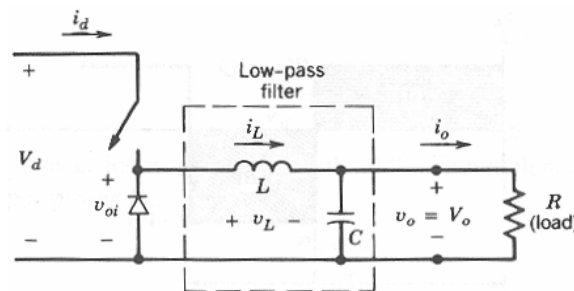 i_d
+
Low-pass
filter
i_L
i_o
V_d
+
L
+
v_oi
+ v_L −
C
v_o = V_o
R
(load)
− − −